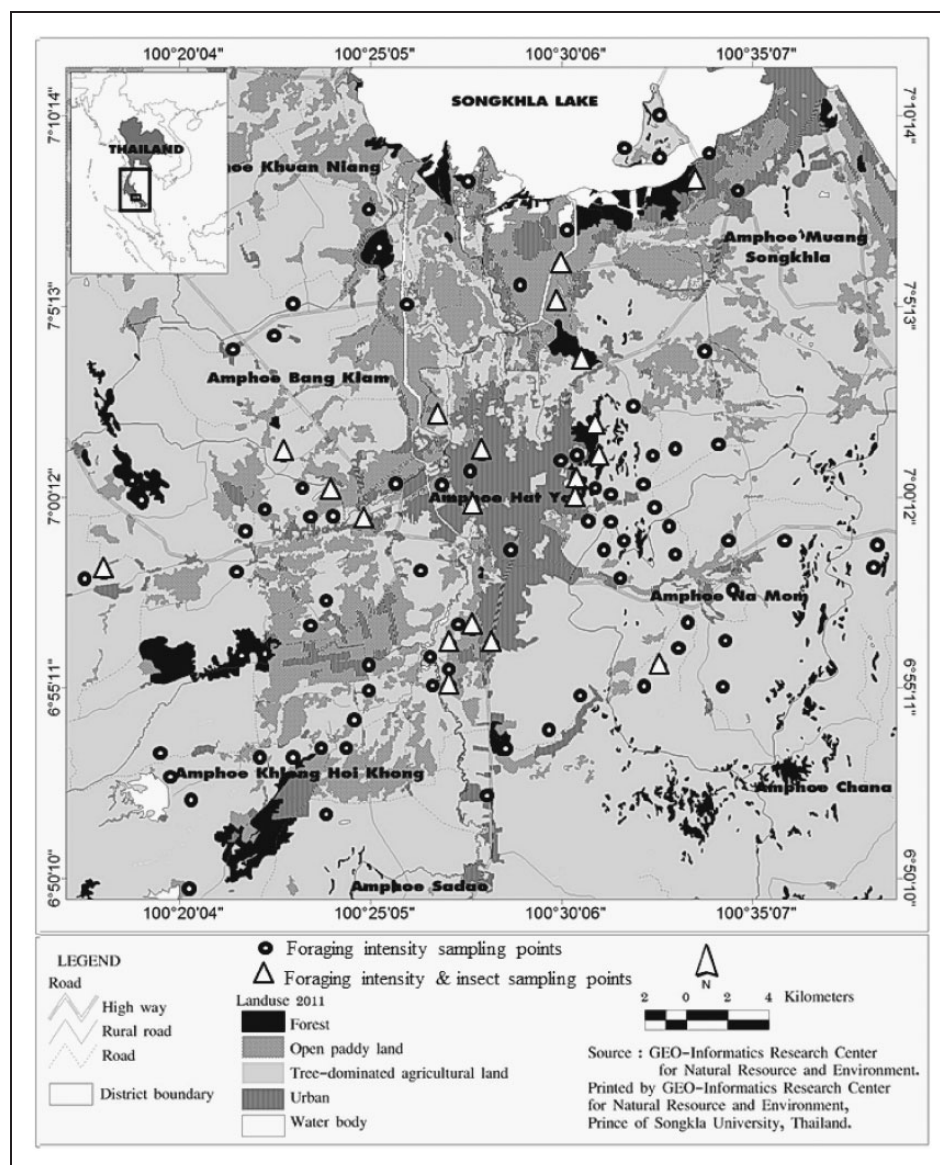 100°20'04" 100°25'05" 100°30'06" 100°35'07"
7°10'14" 7°10'14"
SONGKHLA LAKE
THAILAND
hoe Khuan Niang
Amphoe Muang
Songkhla
7°5'13" 7°5'13"
Amphoe Bang Klam
7°00'12" Amphoe Hat Y 7°00'12"
Amphoe Na Mom
6°55'11" 6°55'11"
Amphoe Khlong Hoi Khong Amphoe Chana
6°50'10" Amphoe Sadao 6°50'10"
100°20'04" 100°25'05" 100°30'06" 100°35'07"
LEGEND
Road
High way
Rural road
Road
District boundary
Foraging intensity sampling points
Foraging intensity & insect sampling points
Landuse 2011
Forest
Open paddy land
Tree-dominated agricultural land
Urban
Water body
N
2 0 2 4 Kilometers
Source : GEO-Informatics Research Center
for Natural Resource and Environment.
Printed by GEO-Informatics Research Center
for Natural Resource and Environment,
Prince of Songkla University, Thailand.